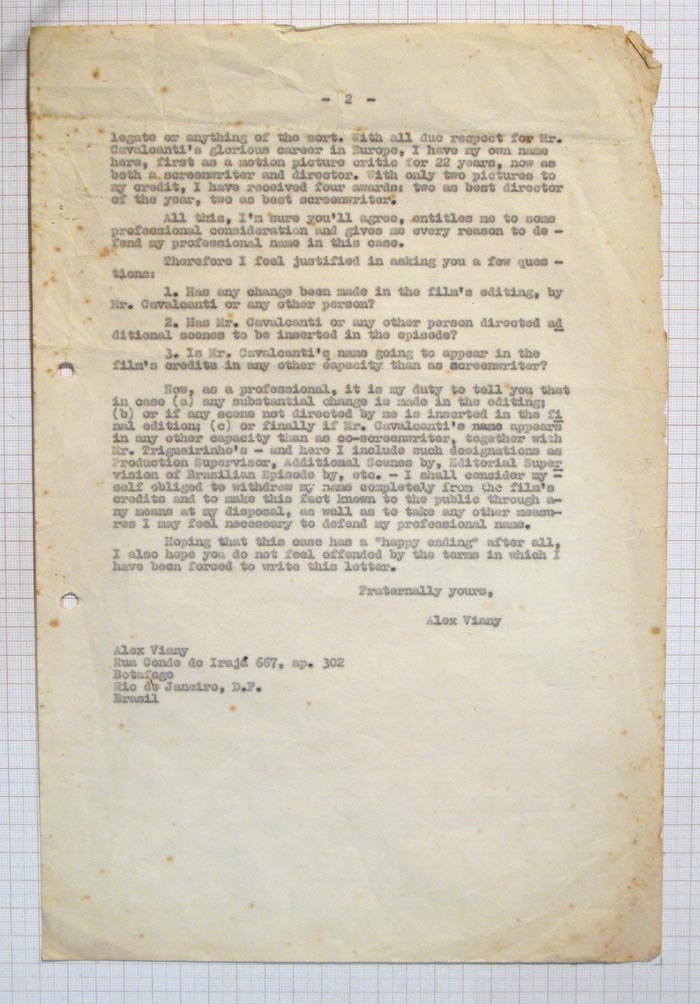 - 2 -
legate or anything of the sort. With all due respect for Mr.
Cavalcanti's glorious career in Europe, I have my own name
here, first as a motion picture critic for 22 years, now as
both a screenwriter and director. With only two pictures to
my credit, I have received four awards: two as best director
of the year, two as best screenwriter.
All this, I'm sure you'll agree, entitles me to some
professional consideration and gives me every reason to de -
fend my professional name in this case.
Therefore I feel justified in asking you a few ques -
tions:
1. Has any change been made in the film's editing, by
Mr. Cavalcanti or any other person?
2. Has Mr. Cavalcanti or any other person directed ad
ditional scenes to be inserted in the episode?
3. Is Mr. Cavalcanti's name going to appear in the
film's credits in any other capacity than as screenwriter?
Now, as a professional, it is my duty to tell you that
in case (a) any substantial change is made in the editing;
(b) or if any scene not directed by me is inserted in the fi
nal edition; (c) or finally if Mr. Cavalcanti's name appears
in any other capacity than as co-screenwriter, together with
Mr. Trigueirinho's - and here I include such designations as
Production Supervisor, Additional Scenes by, Editorial Super
vision of Brasilian Episode by, etc. - I shall consider my -
self obliged to withdraw my name completely from the film's
credits and to make this fact known to the public through a-
ny means at my disposal, as well as to take any other measu-
res I may feel necessary to defend my professional name.
Hoping that this case has a "happy ending" after all,
I also hope you do not feel offended by the terms in which I
have been forced to write this letter.
Fraternally yours,
Alex Viany
Alex Viany
Rua Conde de Irajá 667, ap. 302
Botafogo
Rio de Janeiro, D.F.
Brasil